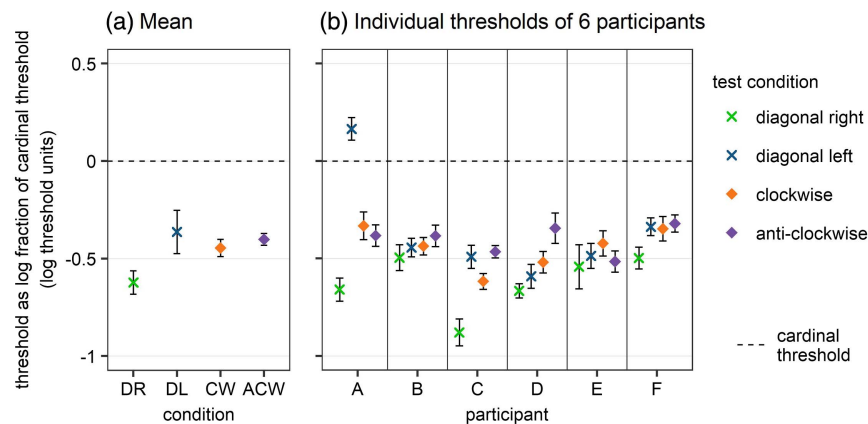 (a) Mean
(b) Individual thresholds of 6 participants
threshold as log fraction of cardinal threshold
(log threshold units)
0.5
0
-0.5
-1
DR DL CW ACW
condition
A B C D E F
participant
test condition
diagonal right
diagonal left
clockwise
anti-clockwise
cardinal
threshold